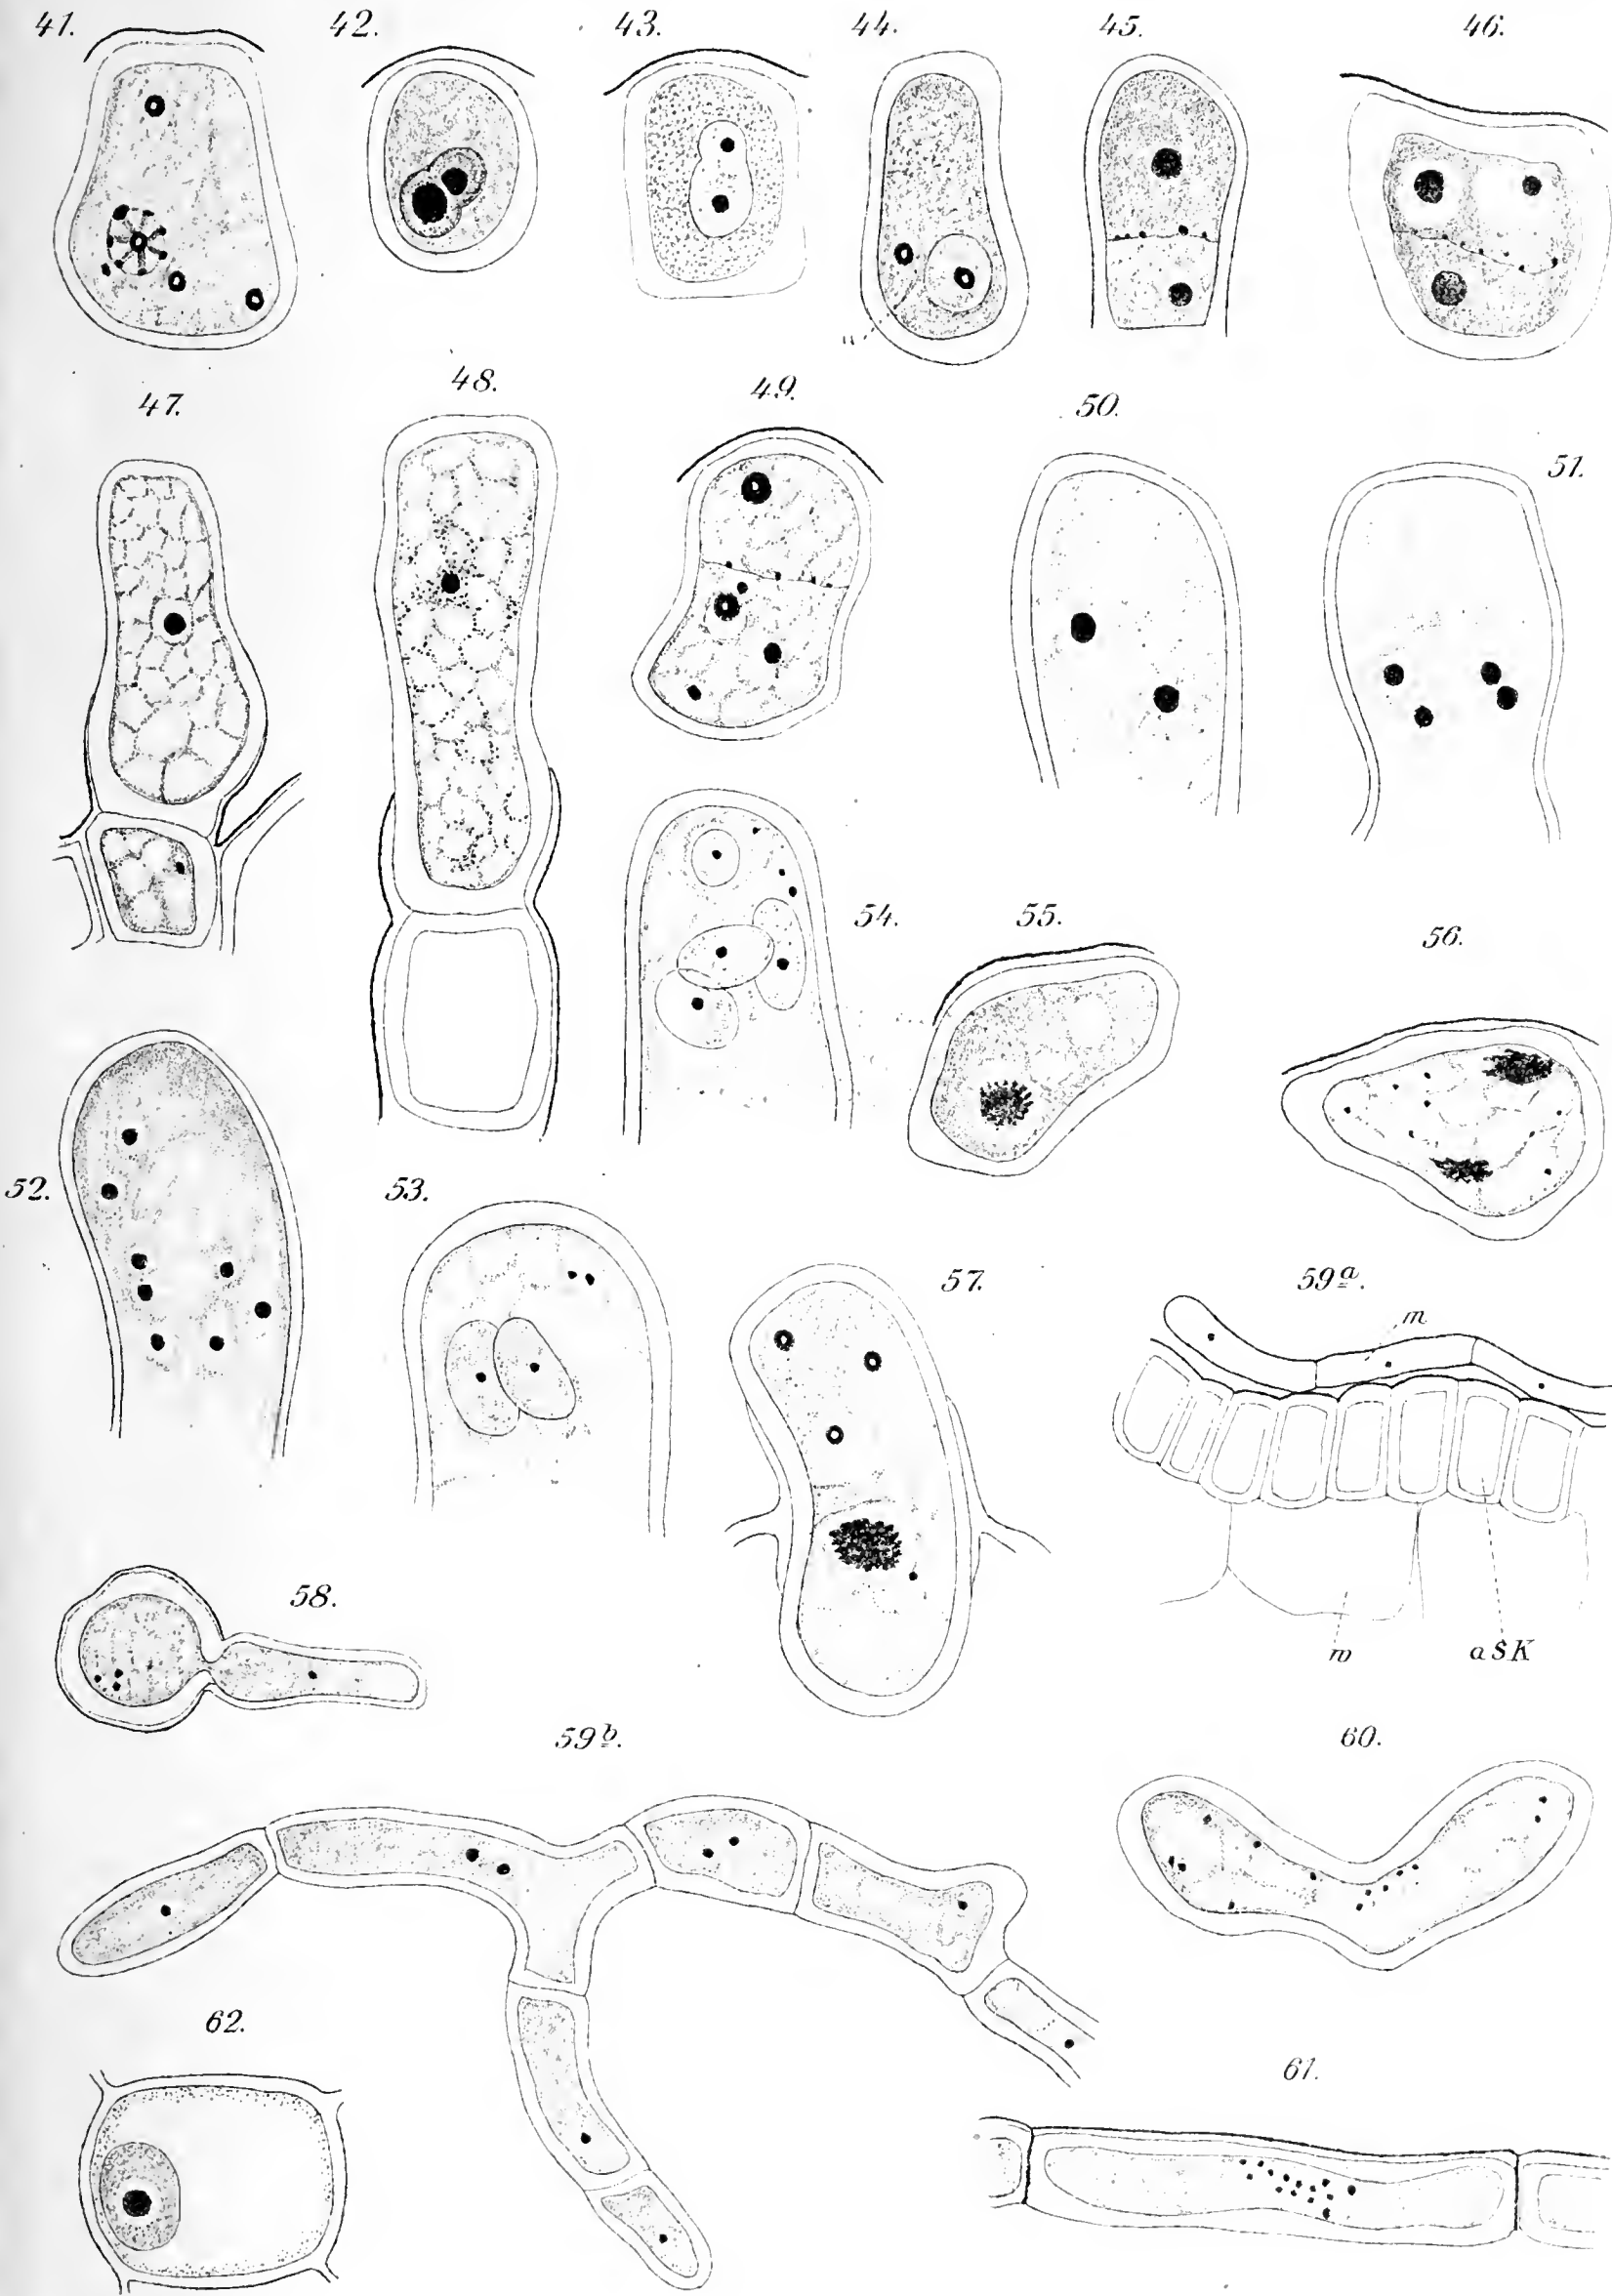 41. 42. 43. 44. 45. 46.
n
47. 48. 49. 50. 51.
54. 55. 56.
52. 53. 57. 59ª.
m
58. w aSK
59ᵇ. 60.
62. 61.